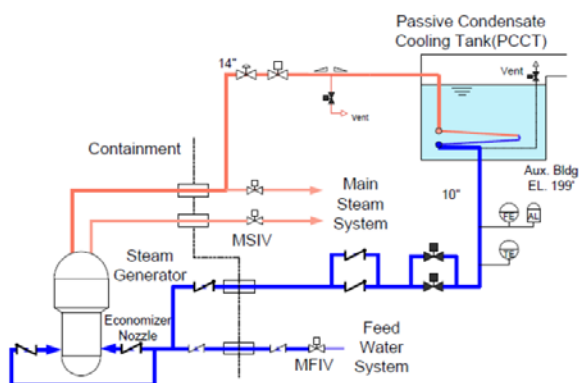 Passive Condensate
Cooling Tank(PCCT)
14"
Vent
Vent
Containment
Aux. Bldg
EL. 199'
Main
Steam
System
10"
FE
AL
MSIV
Steam
Generator
TE
Economizer
Nozzle
Feed
Water
System
MFIV